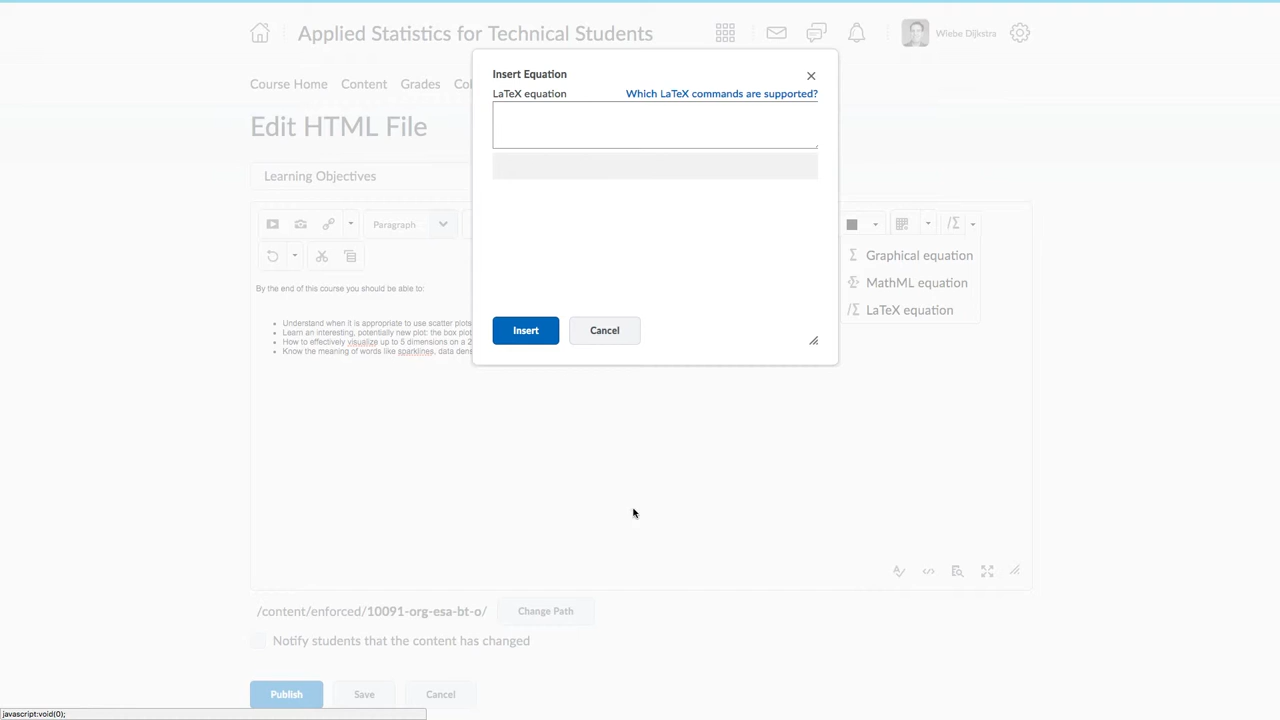 Applied Statistics for Technical Students
Wiebe Dijkstra
Course Home Content Grades
Edit HTML File
Learning Objectives
Paragraph
Insert Equation
LaTeX equation Which LaTeX commands are supported?
Insert Cancel
Graphical equation
MathML equation
LaTeX equation
By the end of this course you should be able to:
Understand when it is appropriate to use scatter plots
Learn an interesting, potentially new plot: the box plot
How to effectively visualize up to 5 dimensions on a 2
Know the meaning of words like sparklines, data
/content/enforced/10091-org-esa-bt-o/ Change Path
Notify students that the content has changed
Publish Save Cancel
javascript:void(0);